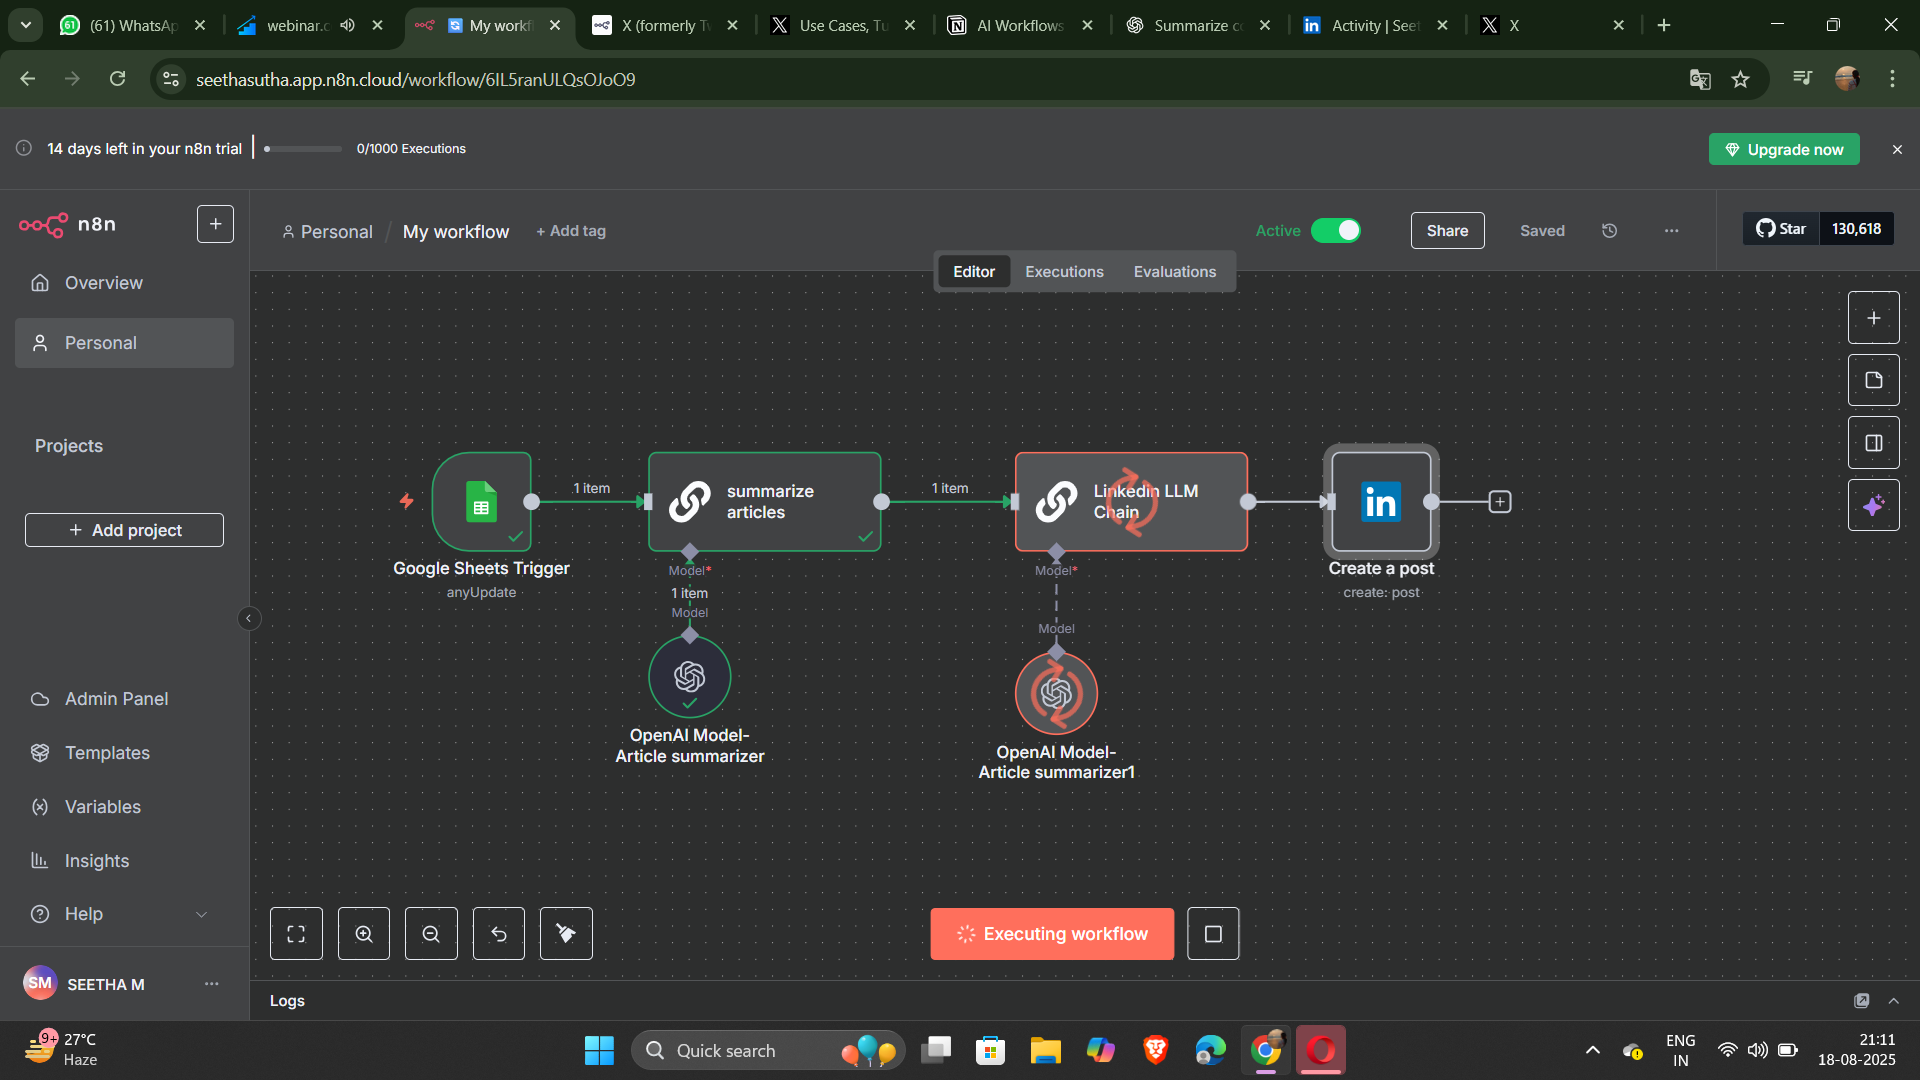 61
(61) WhatsAp
webinar.c
My workf
X (formerly Tw
Use Cases, Tu
AI Workflows
Summarize co
Activity | Seet
X
seethasutha.app.n8n.cloud/workflow/6IL5ranULQsOJoO9
14 days left in your n8n trial
0/1000 Executions
Upgrade now
n8n
Personal / My workflow
+ Add tag
Active
Share
Saved
Star
130,618
Editor
Executions
Evaluations
Overview
Personal
Projects
+ Add project
1 item
summarize
articles
1 item
Linkedin LLM
Chain
in
Google Sheets Trigger
anyUpdate
Model*
1 item
Model
OpenAI Model-
Article summarizer
Model*
Model
OpenAI Model-
Article summarizer1
Create a post
create: post
Admin Panel
Templates
Variables
Insights
Help
SM
SEETHA M
Executing workflow
Logs
9+
27°C
Haze
Quick search
ENG
IN
21:11
18-08-2025